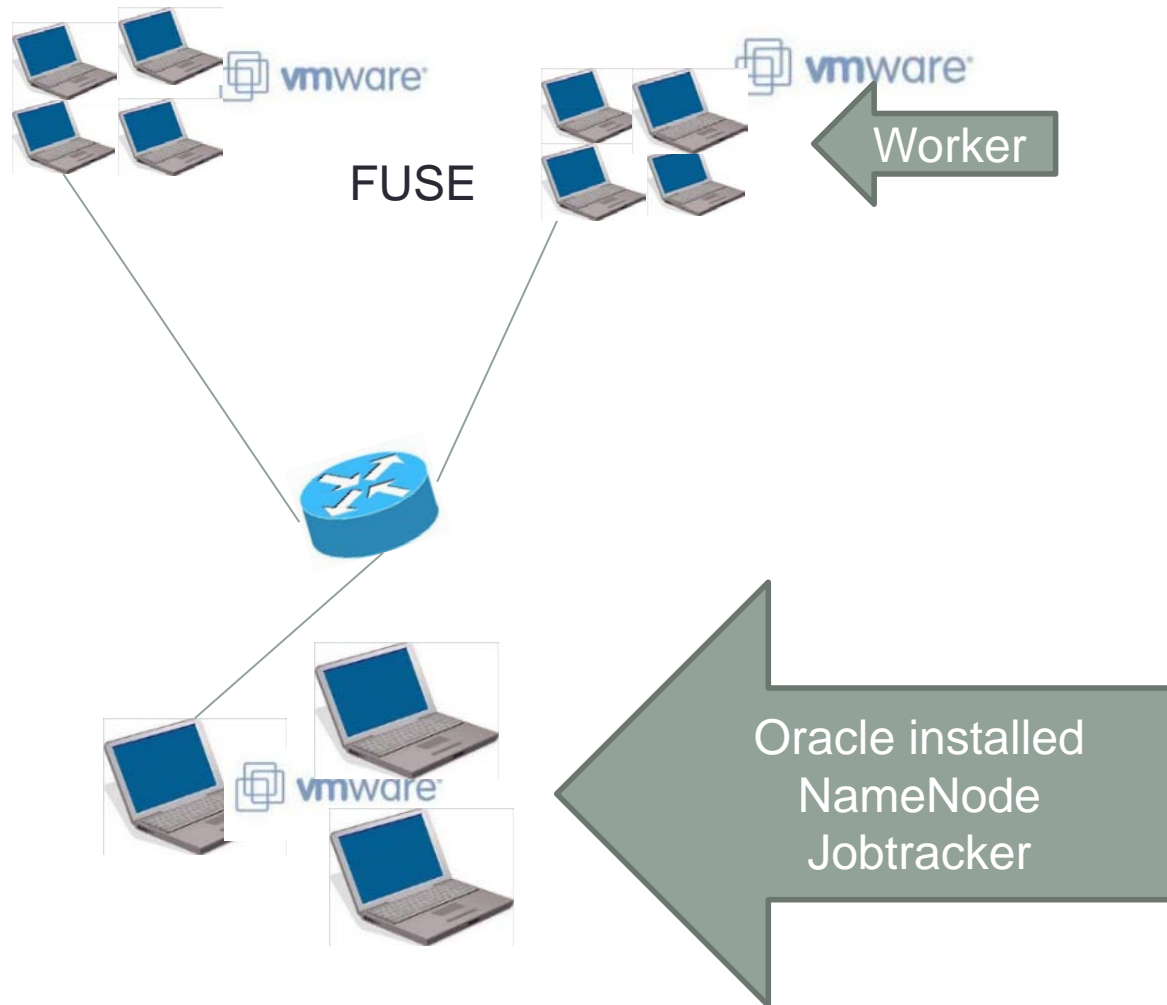 vmware
vmware
Worker
FUSE
vmware
Oracle installed
NameNode
Jobtracker